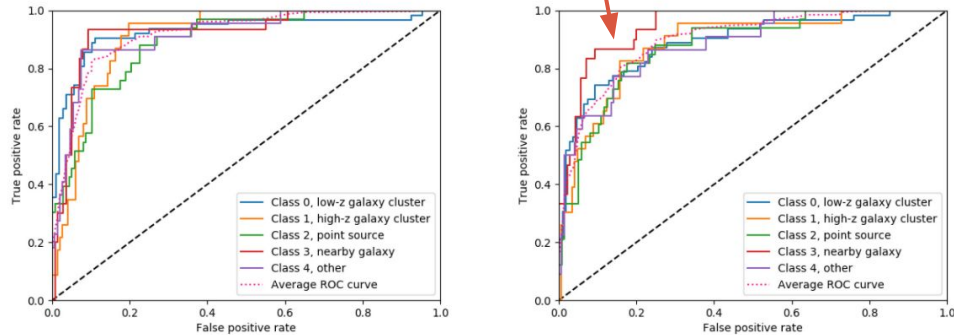 1.0
0.8
0.6
0.4
0.2
0.0
True positive rate
Class 0, low-z galaxy cluster
Class 1, high-z galaxy cluster
Class 2, point source
Class 3, nearby galaxy
Class 4, other
Average ROC curve
0.0 0.2 0.4 0.6 0.8 1.0
False positive rate
1.0
0.8
0.6
0.4
0.2
0.0
True positive rate
Class 0, low-z galaxy cluster
Class 1, high-z galaxy cluster
Class 2, point source
Class 3, nearby galaxy
Class 4, other
Average ROC curve
0.0 0.2 0.4 0.6 0.8 1.0
False positive rate